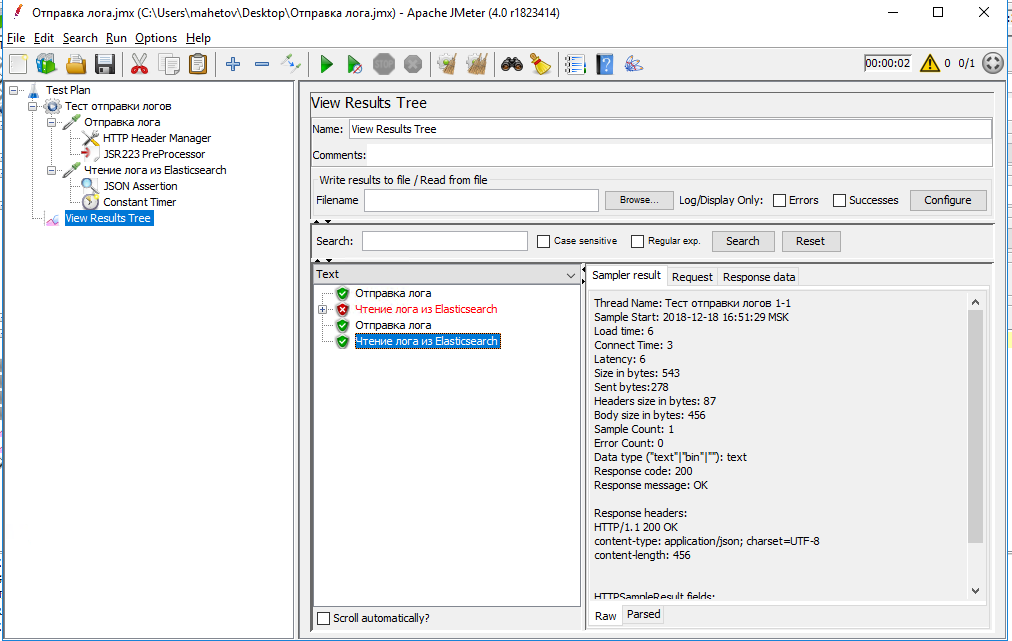 Отправка лога.jmx (C:\Users\mahetov\Desktop\Отправка лога.jmx) - Apache JMeter (4.0 r1823414)
File Edit Search Run Options Help
00:00:02 0 0/1
Test Plan
Тест отправки логов
Отправка лога
HTTP Header Manager
JSR223 PreProcessor
Чтение лога из Elasticsearch
JSON Assertion
Constant Timer
View Results Tree
View Results Tree
Name: View Results Tree
Comments:
Write results to file / Read from file
Filename Browse... Log/Display Only: Errors Successes Configure
Search: Case sensitive Regular exp. Search Reset
Text
Отправка лога
Чтение лога из Elasticsearch
Отправка лога
Чтение лога из Elasticsearch
Scroll automatically?
Sampler result Request Response data
Thread Name: Тест отправки логов 1-1
Sample Start: 2018-12-18 16:51:29 MSK
Load time: 6
Connect Time: 3
Latency: 6
Size in bytes: 543
Sent bytes:278
Headers size in bytes: 87
Body size in bytes: 456
Sample Count: 1
Error Count: 0
Data type ("text"|"bin"|""): text
Response code: 200
Response message: OK
Response headers:
HTTP/1.1 200 OK
content-type: application/json; charset=UTF-8
content-length: 456
HTTPSampleResult fields:
Raw Parsed